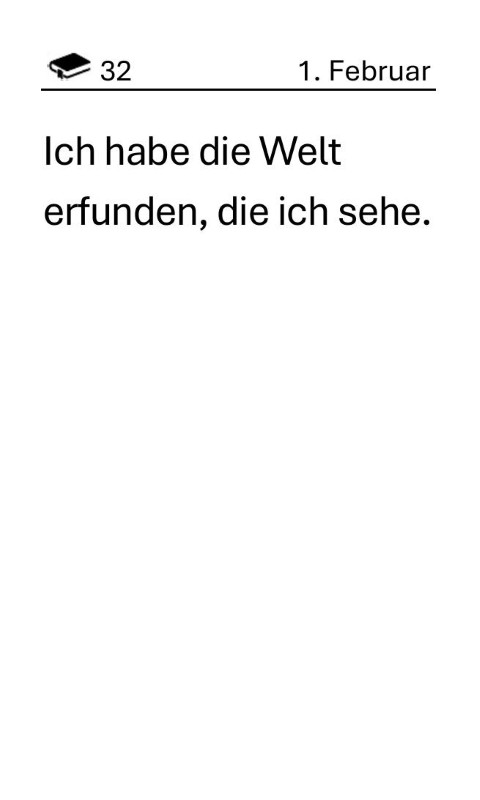 32 1. Februar
Ich habe die Welt
erfunden, die ich sehe.